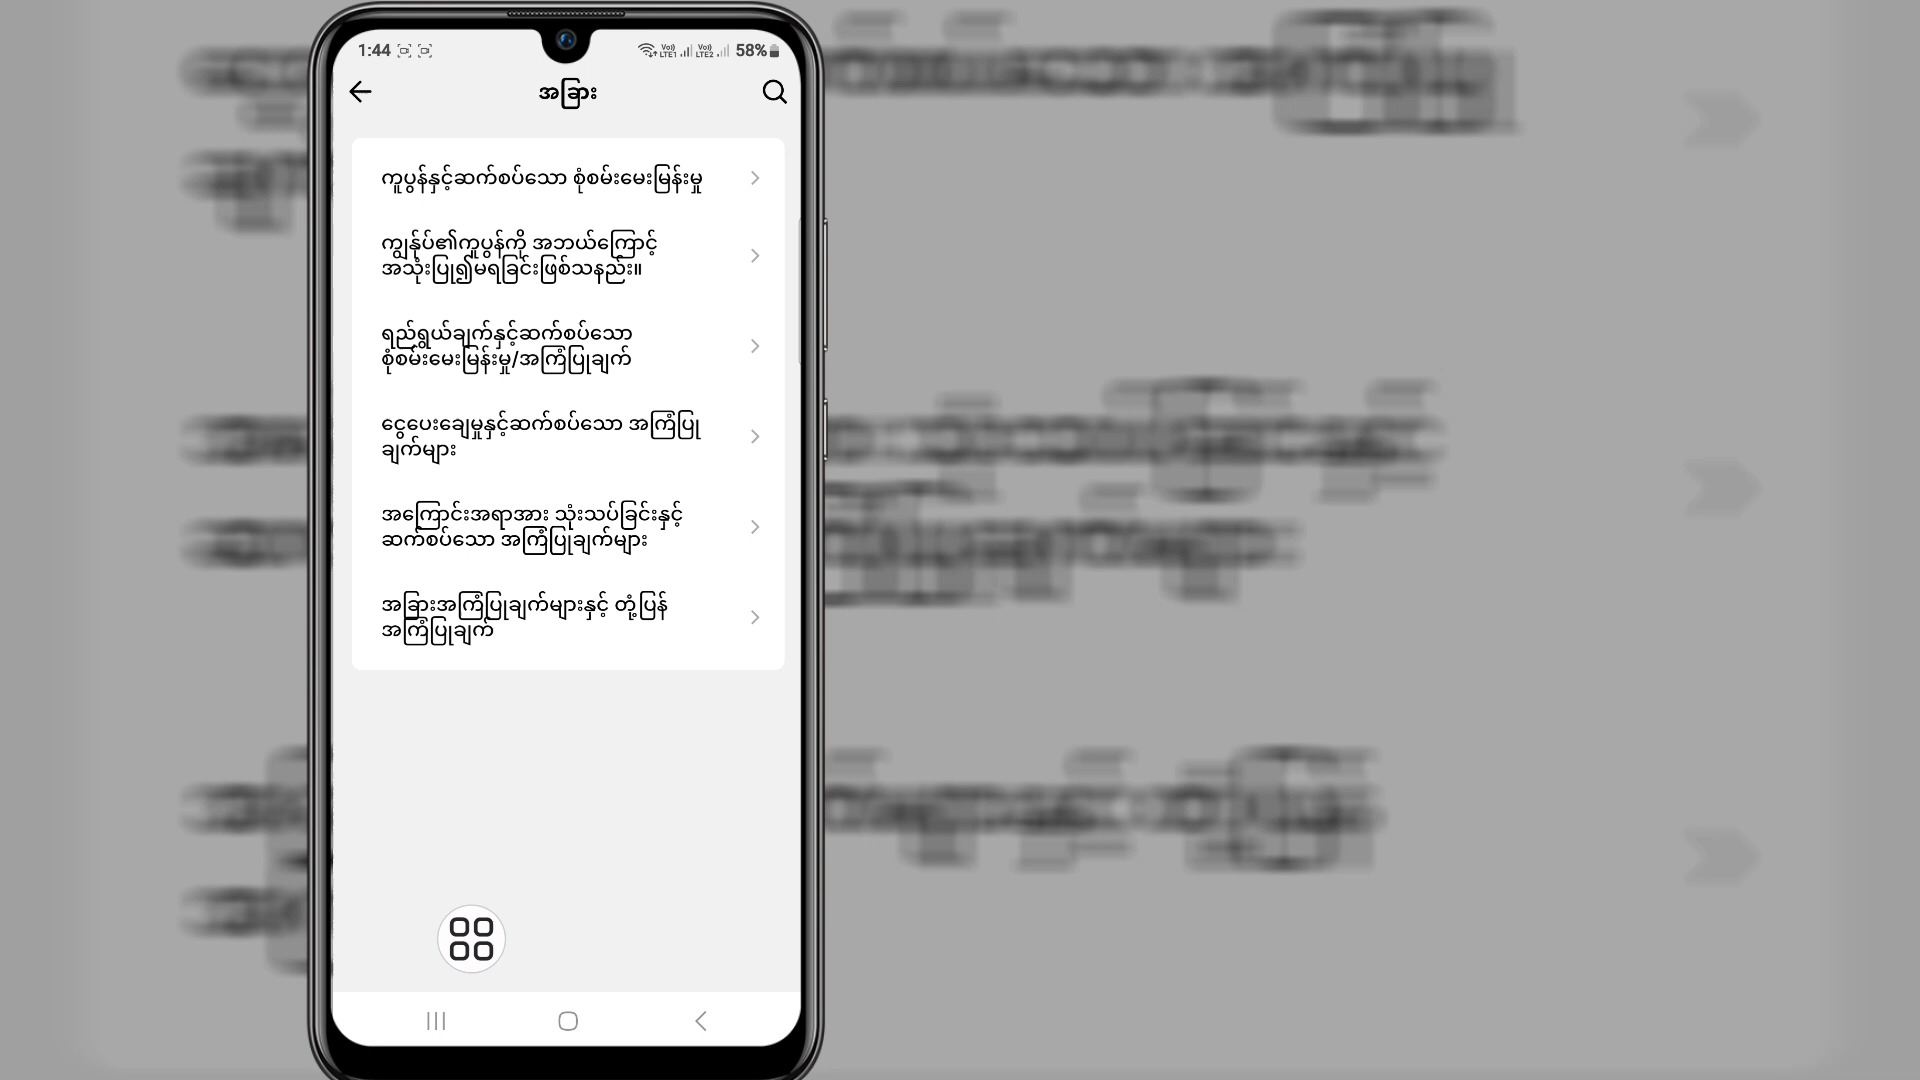 1:44
58%
အခြား
ကူပွန်နှင့်ဆက်စပ်သော စုံစမ်းမေးမြန်းမှု
ကျွန်ုပ်၏ကူပွန်ကို အဘယ်ကြောင့်
အသုံးပြု၍မရခြင်းဖြစ်သနည်း။
ရည်ရွယ်ချက်နှင့်ဆက်စပ်သော
စုံစမ်းမေးမြန်းမှု/အကြံပြုချက်
ငွေပေးချေမှုနှင့်ဆက်စပ်သော အကြံပြု
ချက်များ
အကြောင်းအရာအား သုံးသပ်ခြင်းနှင့်
ဆက်စပ်သော အကြံပြုချက်များ
အခြားအကြံပြုချက်များနှင့် တုံ့ပြန်
အကြံပြုချက်